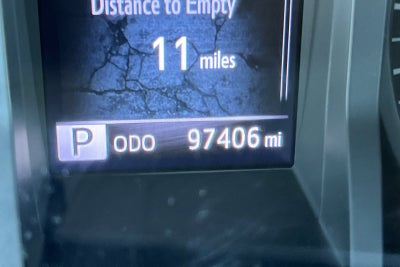 Distance to Empty
11 miles
P ODO 97406 mi